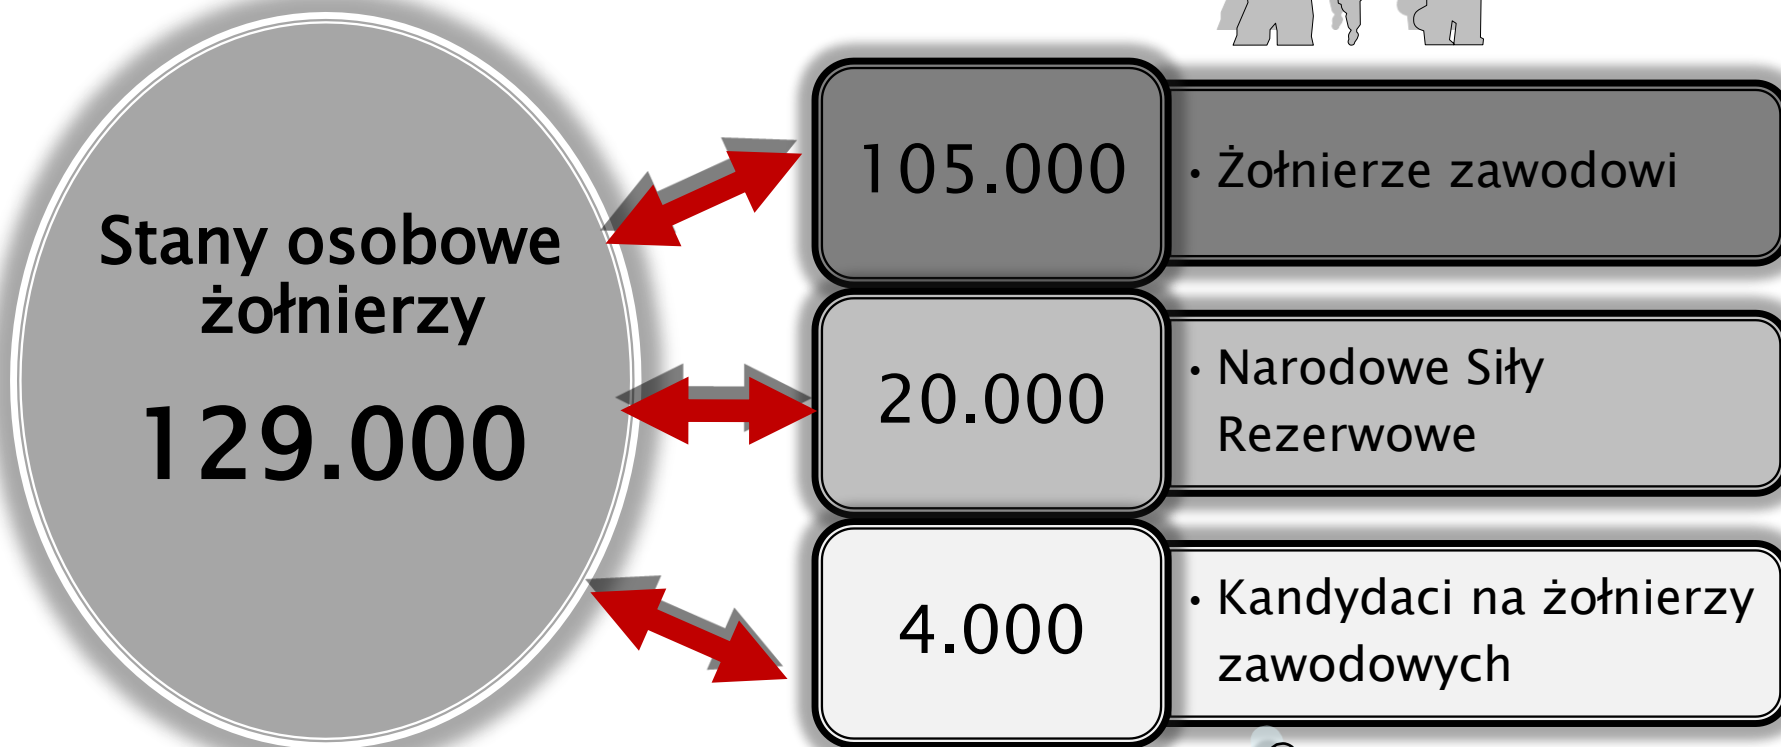 Stany osobowe
żołnierzy
129.000
105.000
• Żołnierze zawodowi
20.000
• Narodowe Siły
Rezerwowe
4.000
• Kandydaci na żołnierzy
zawodowych